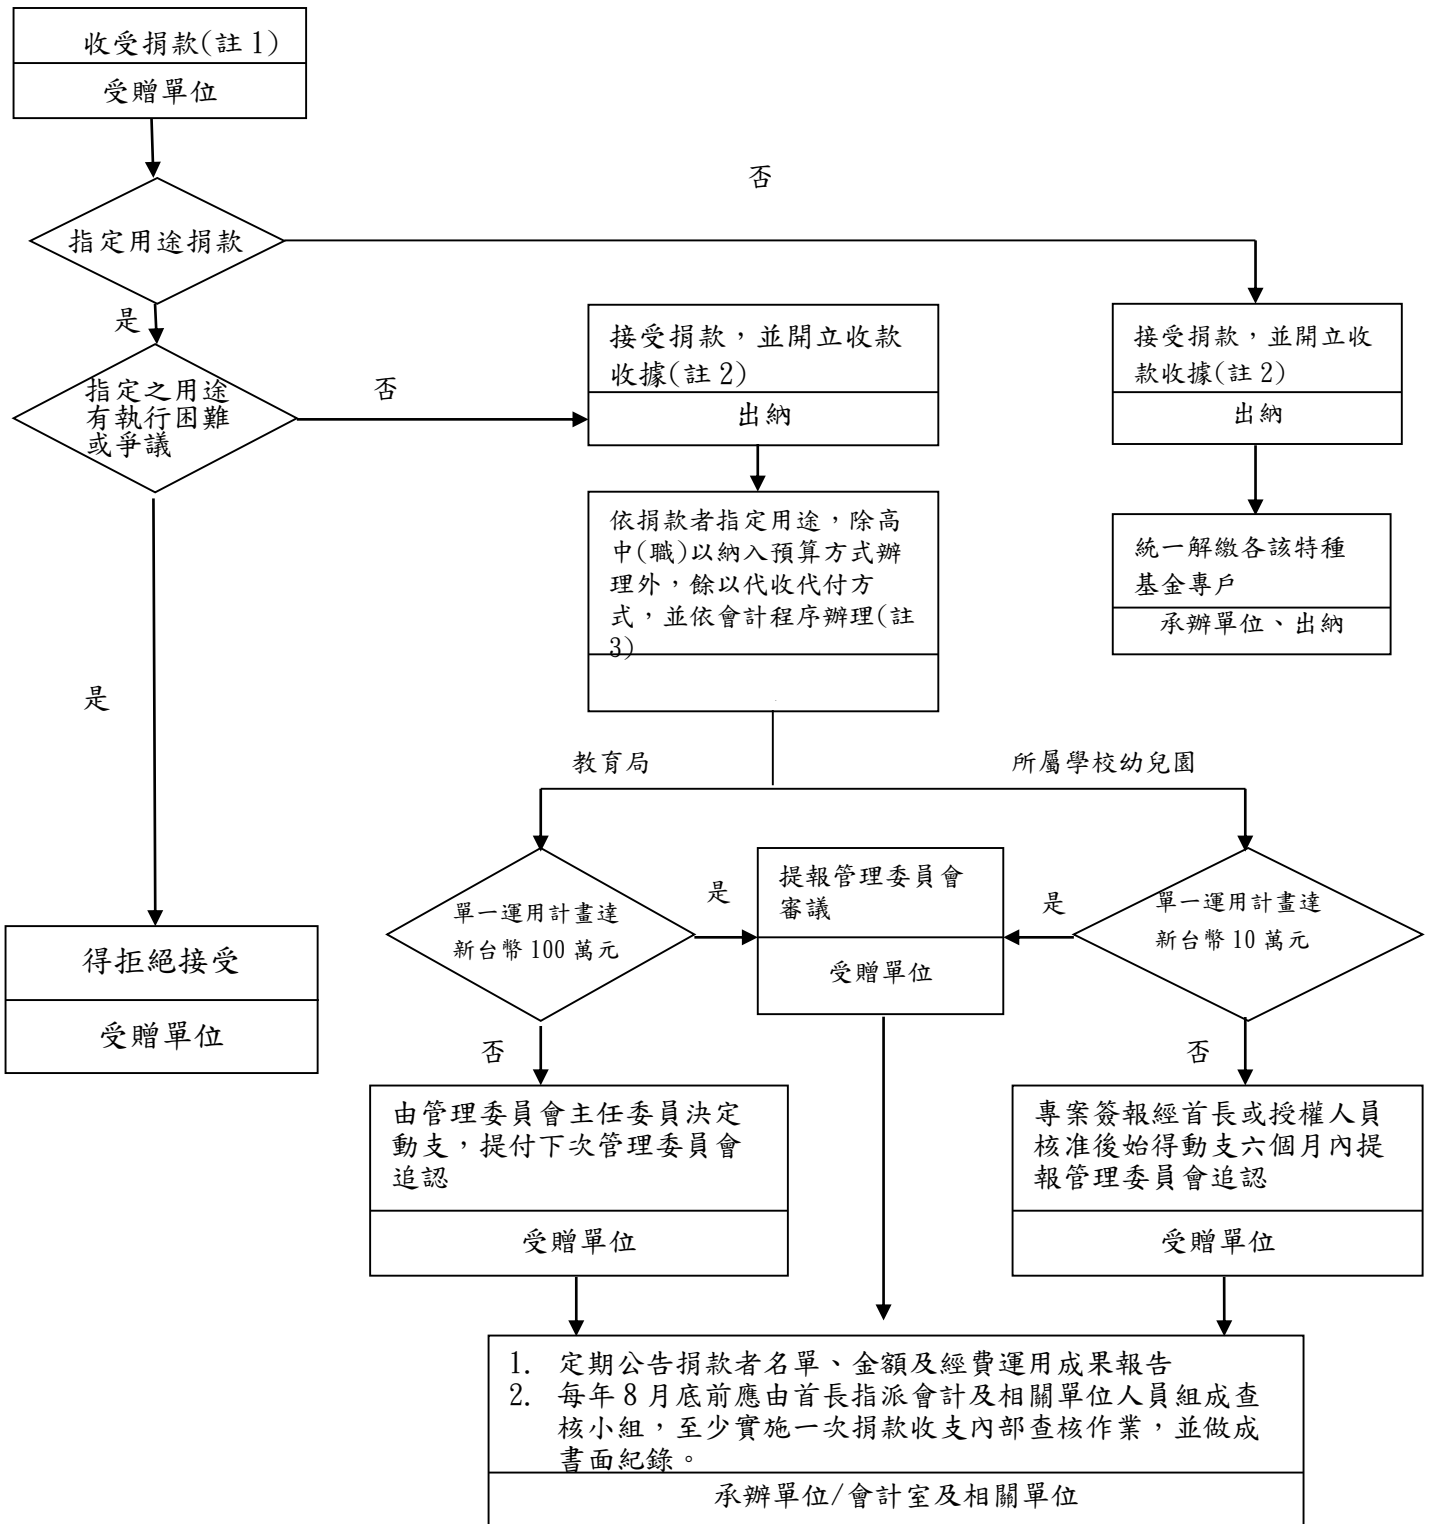 收受捐款(註1)
受贈單位
否
指定用途捐款
是
指定之用途
有執行困難
或爭議
否
接受捐款，並開立收款
收據(註2)
出納
接受捐款，並開立收
款收據(註2)
出納
依捐款者指定用途，除高
中(職)以納入預算方式辦
理外，餘以代收代付方
式，並依會計程序辦理(註
3)
統一解繳各該特種
基金專戶
承辦單位、出納
是
教育局
所屬學校幼兒園
單一運用計畫達
新台幣100萬元
是
提報管理委員會
審議
受贈單位
是
單一運用計畫達
新台幣10萬元
得拒絕接受
受贈單位
否
否
由管理委員會主任委員決定
動支，提付下次管理委員會
追認
受贈單位
專案簽報經首長或授權人員
核准後始得動支六個月內提
報管理委員會追認
受贈單位
1. 定期公告捐款者名單、金額及經費運用成果報告
2. 每年8月底前應由首長指派會計及相關單位人員組成查
核小組，至少實施一次捐款收支內部查核作業，並做成
書面紀錄。
承辦單位/會計室及相關單位